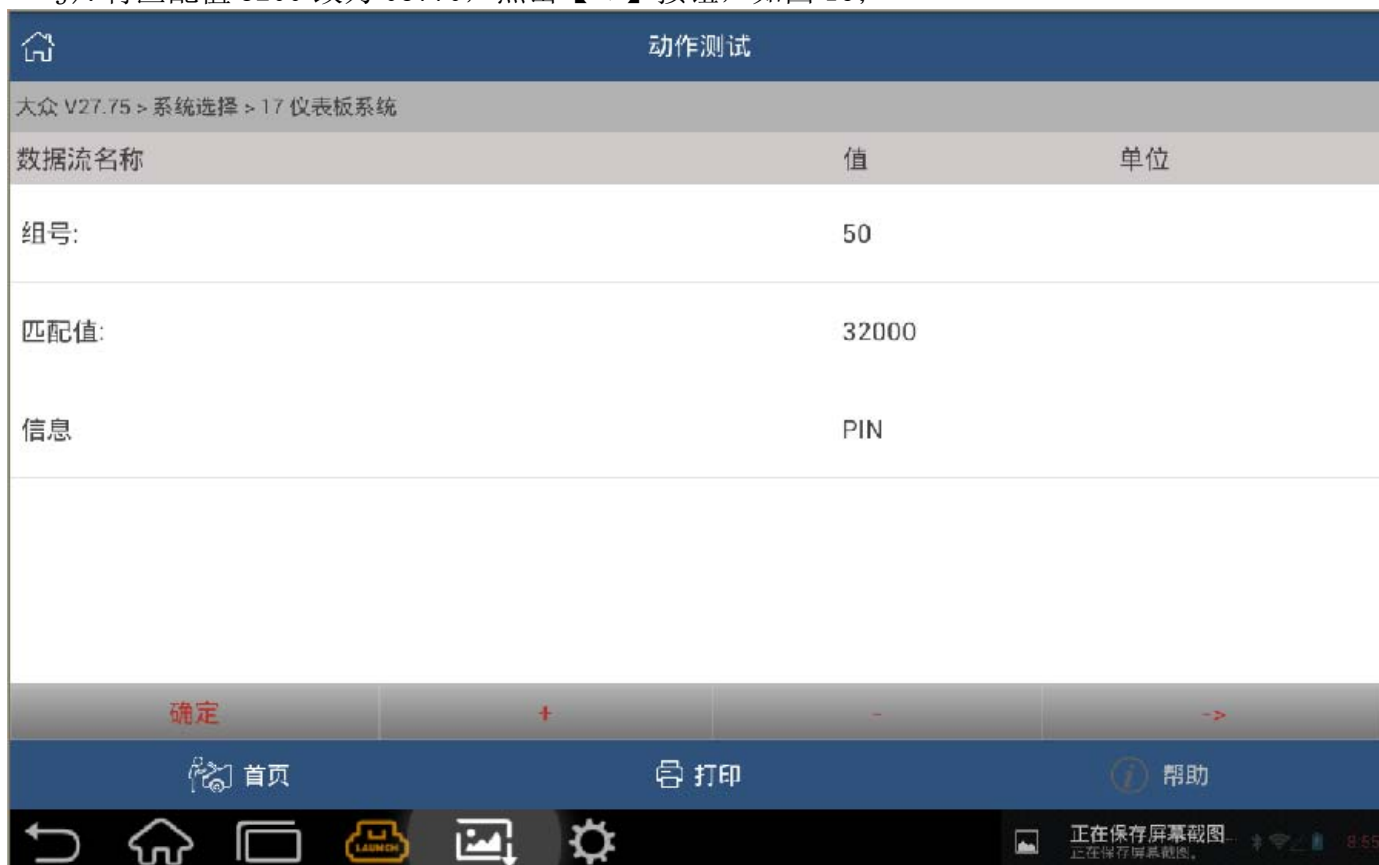 动作测试
大众 V27.75 > 系统选择 > 17 仪表板系统
数据流名称 值 单位
组号: 50
匹配值: 32000
信息 PIN
确定 + - ->
首页 打印 帮助
LAUNCH 正在保存屏幕截图... 8:55
正在保存屏幕截图。